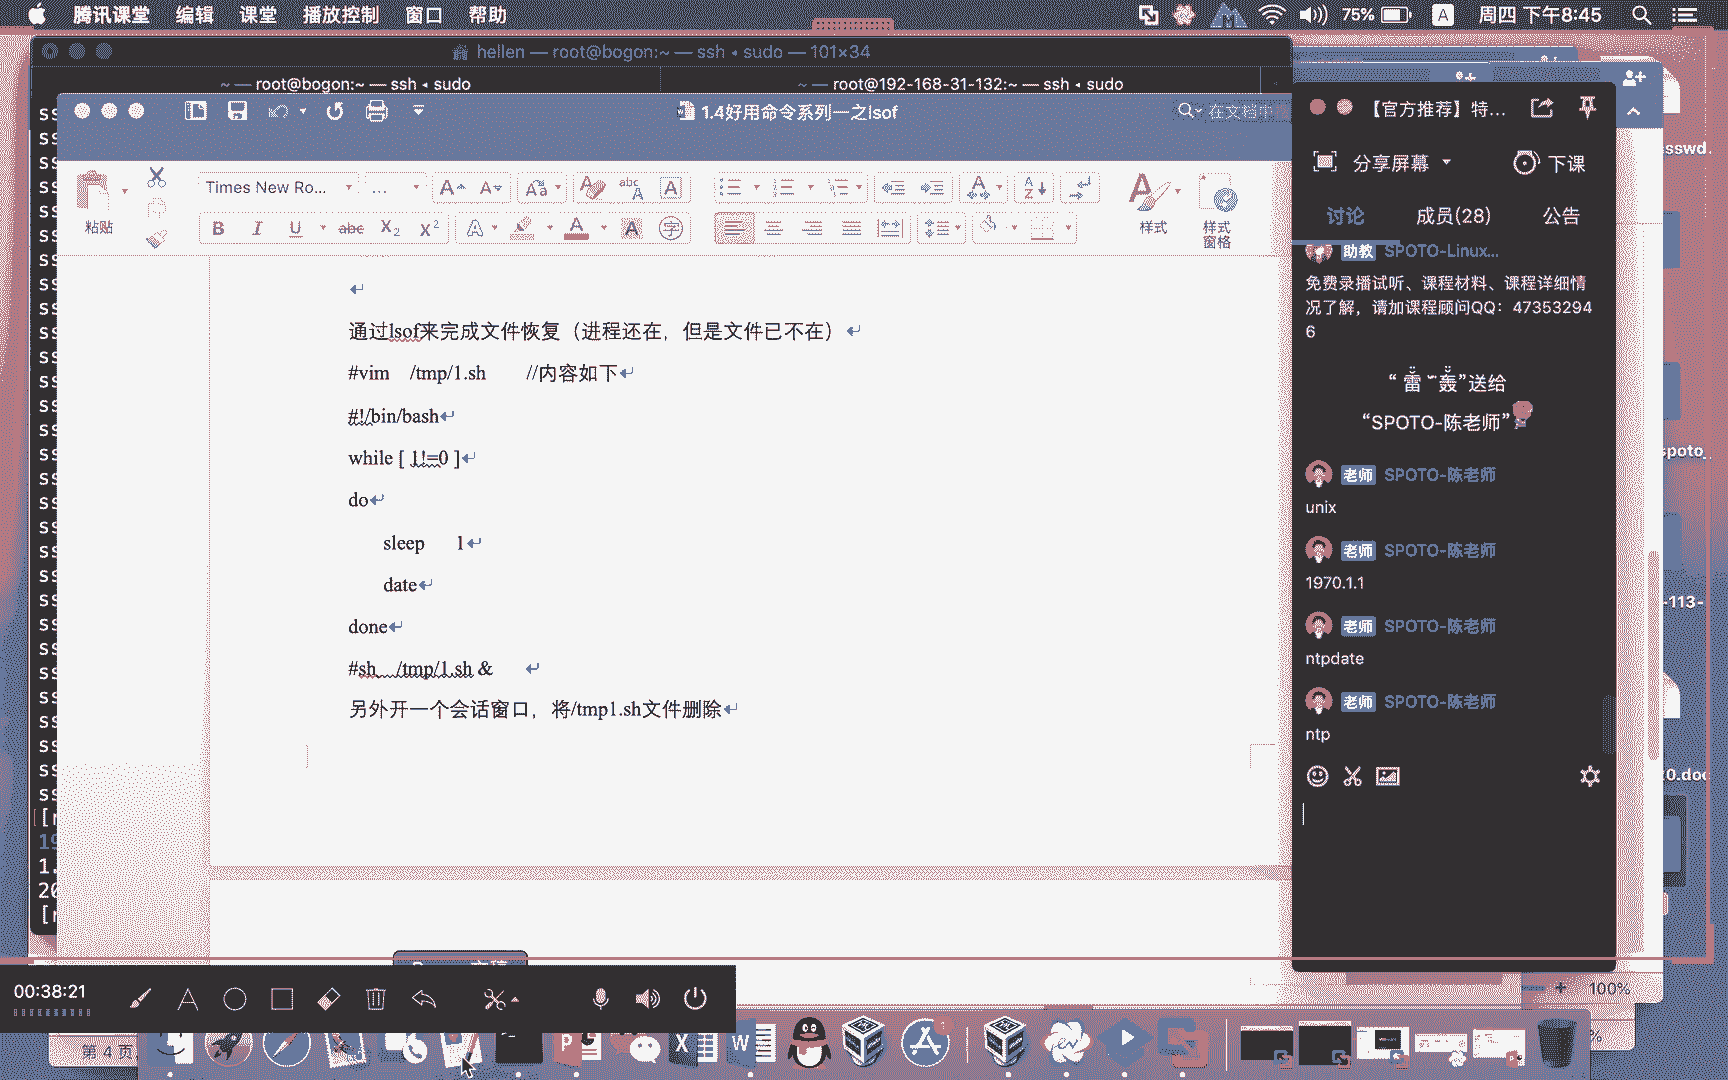 腾讯课堂 编辑 课堂 播放控制 窗口 帮助
75% A 周四 下午8:45
hellen — root@bogon:~ — ssh ◂ sudo — 101×34
~ — root@bogon:~ — ssh ◂ sudo
~ — root@192-168-31-132:~ — ssh ◂ sudo
1.4好用命令系列一之lsof
在文档中
粘贴
Times New Ro...
样式
样式
窗格
通过lsof来完成文件恢复（进程还在，但是文件已不在）
#vim /tmp/1.sh //内容如下
#!/bin/bash
while [ 1!=0 ]
do
sleep 1
date
done
#sh /tmp/1.sh &
另外开一个会话窗口，将/tmp1.sh文件删除
【官方推荐】特...
分享屏幕 下课
讨论 成员(28) 公告
助教 SPOTO-Linux...
免费录播试听、课程材料、课程详细情
况了解，请加课程顾问QQ：47353294
6
“SPOTO-陈老师”
老师 SPOTO-陈老师
unix
老师 SPOTO-陈老师
1970.1.1
老师 SPOTO-陈老师
ntpdate
老师 SPOTO-陈老师
ntp
sswd.
spoto_
-113-
0.doc
00:38:21
100%
第 4 页